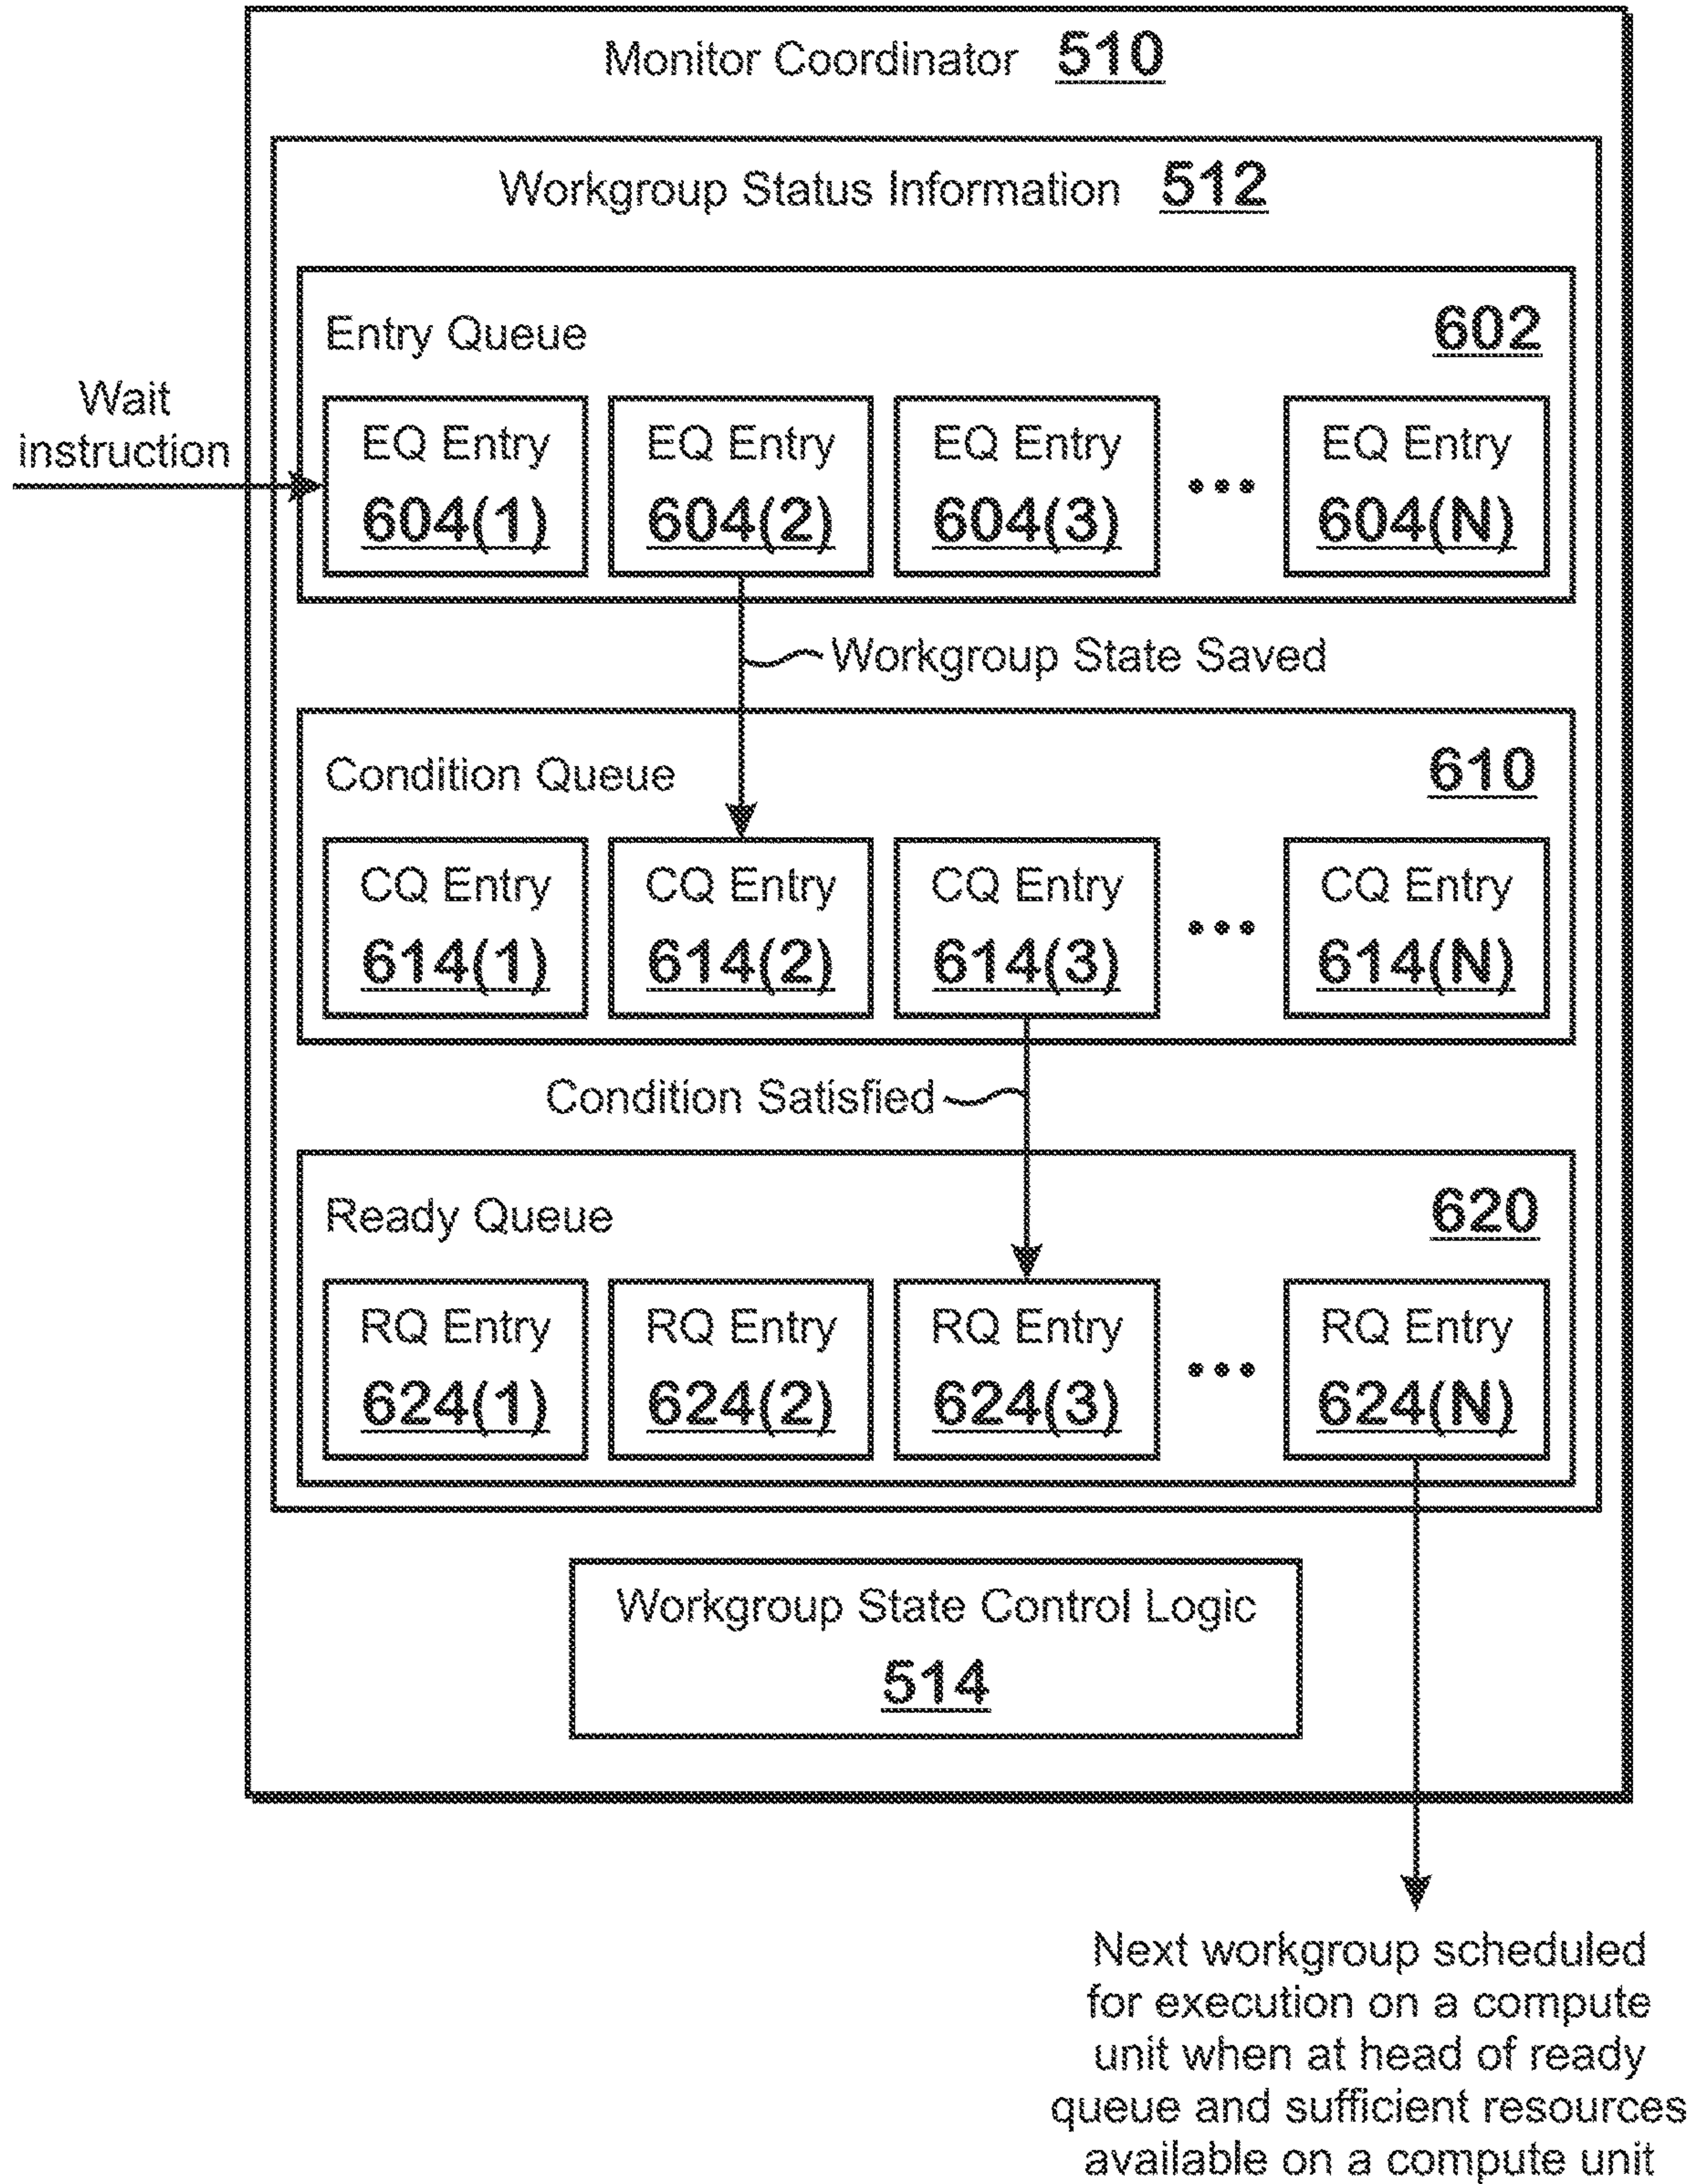 Monitor Coordinator 510
Workgroup Status Information 512
Entry Queue 602
Wait
instruction
EQ Entry
604(1)
EQ Entry
604(2)
EQ Entry
604(3)
•••
EQ Entry
604(N)
Workgroup State Saved
Condition Queue 610
CQ Entry
614(1)
CQ Entry
614(2)
CQ Entry
614(3)
•••
CQ Entry
614(N)
Condition Satisfied
Ready Queue 620
RQ Entry
624(1)
RQ Entry
624(2)
RQ Entry
624(3)
•••
RQ Entry
624(N)
Workgroup State Control Logic
514
Next workgroup scheduled
for execution on a compute
unit when at head of ready
queue and sufficient resources
available on a compute unit